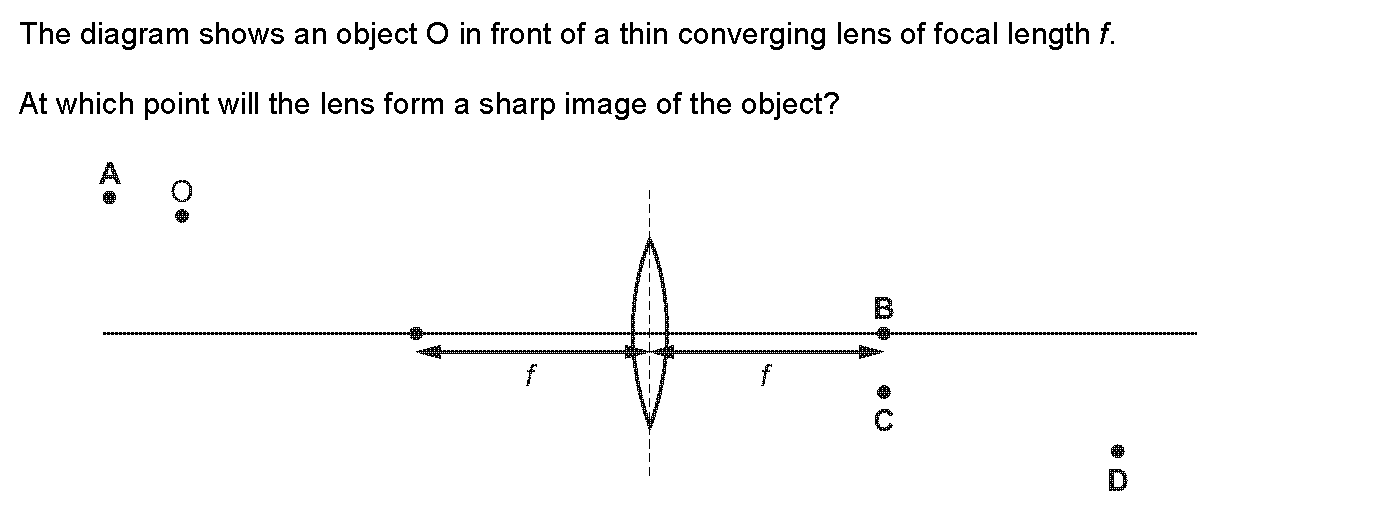 The diagram shows an object O in front of a thin converging lens of focal length f.
At which point will the lens form a sharp image of the object?
A
O
B
f
f
C
D